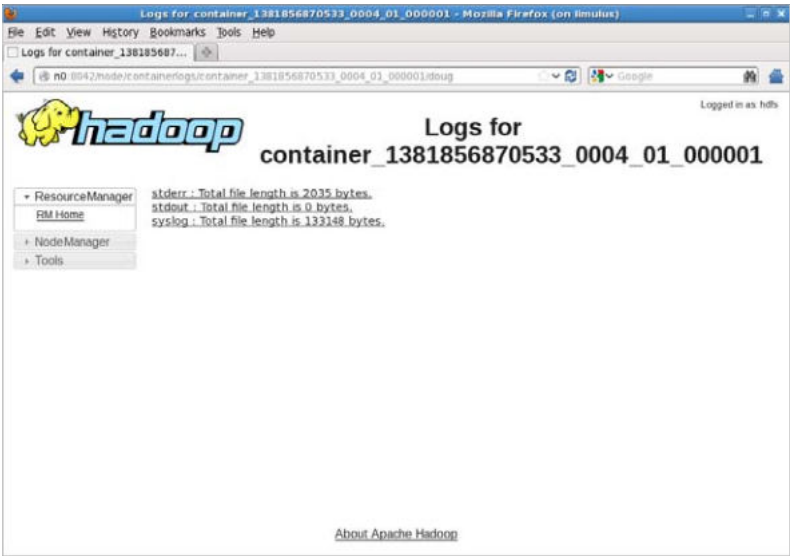 Logs for container_1381856870533_0004_01_000001 - Mozilla Firefox (on limulus)
File Edit View History Bookmarks Tools Help
Logs for container_138185687...
n0:8042/node/containerlogs/container_1381856870533_0004_01_000001/doug
Google
Logged in as: hdfs
hadoop
Logs for
container_1381856870533_0004_01_000001
ResourceManager
RM Home
NodeManager
Tools
stderr : Total file length is 2035 bytes.
stdout : Total file length is 0 bytes.
syslog : Total file length is 133148 bytes.
About Apache Hadoop